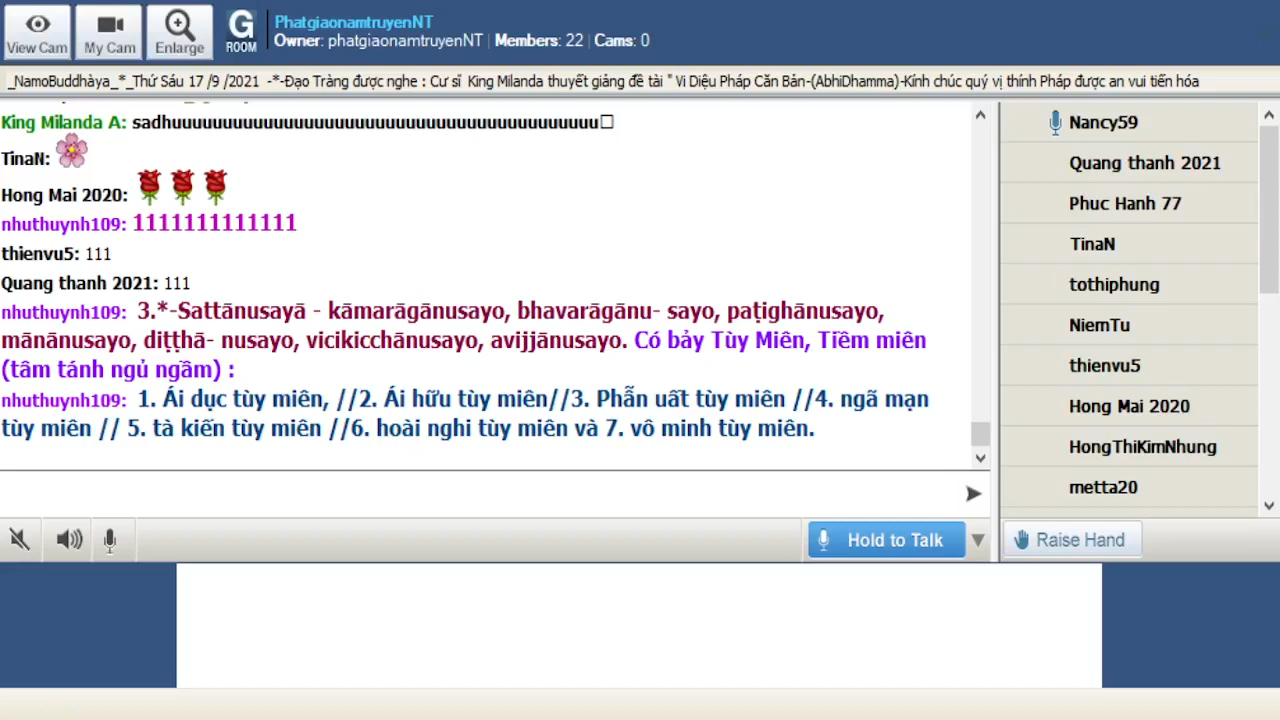 View Cam
My Cam
Enlarge
G
ROOM
PhatgiaonamtruyenNT
Owner: phatgiaonamtruyenNT | Members: 22 | Cams: 0
_NamoBuddhàya_*_Thứ Sáu 17 /9 /2021 -*-Đạo Tràng được nghe : Cư sĩ King Milanda thuyết giảng đề tài " Vi Diệu Pháp Căn Bản-(AbhiDhamma)-Kính chúc quý vị thính Pháp được an vui tiến hóa
King Milanda A: sadhuuuuuuuuuuuuuuuuuuuuuuuuuuuuuuuuuuuuuuuuu
TinaN:
Hong Mai 2020:
nhuthuynh109: 1111111111111
thienvu5: 111
Quang thanh 2021: 111
nhuthuynh109: 3.*-Sattānusayā - kāmarāgānusayo, bhavarāgānu- sayo, paṭighānusayo,
mānānusayo, diṭṭhā- nusayo, vicikicchānusayo, avijjānusayo. Có bảy Tùy Miên, Tiềm miên
(tâm tánh ngủ ngầm) :
nhuthuynh109: 1. Ái dục tùy miên, //2. Ái hữu tùy miên//3. Phẫn uất tùy miên //4. ngã mạn
tùy miên // 5. tà kiến tùy miên //6. hoài nghi tùy miên và 7. vô minh tùy miên.
Nancy59
Quang thanh 2021
Phuc Hanh 77
TinaN
tothiphung
NiemTu
thienvu5
Hong Mai 2020
HongThiKimNhung
metta20
Hold to Talk
Raise Hand